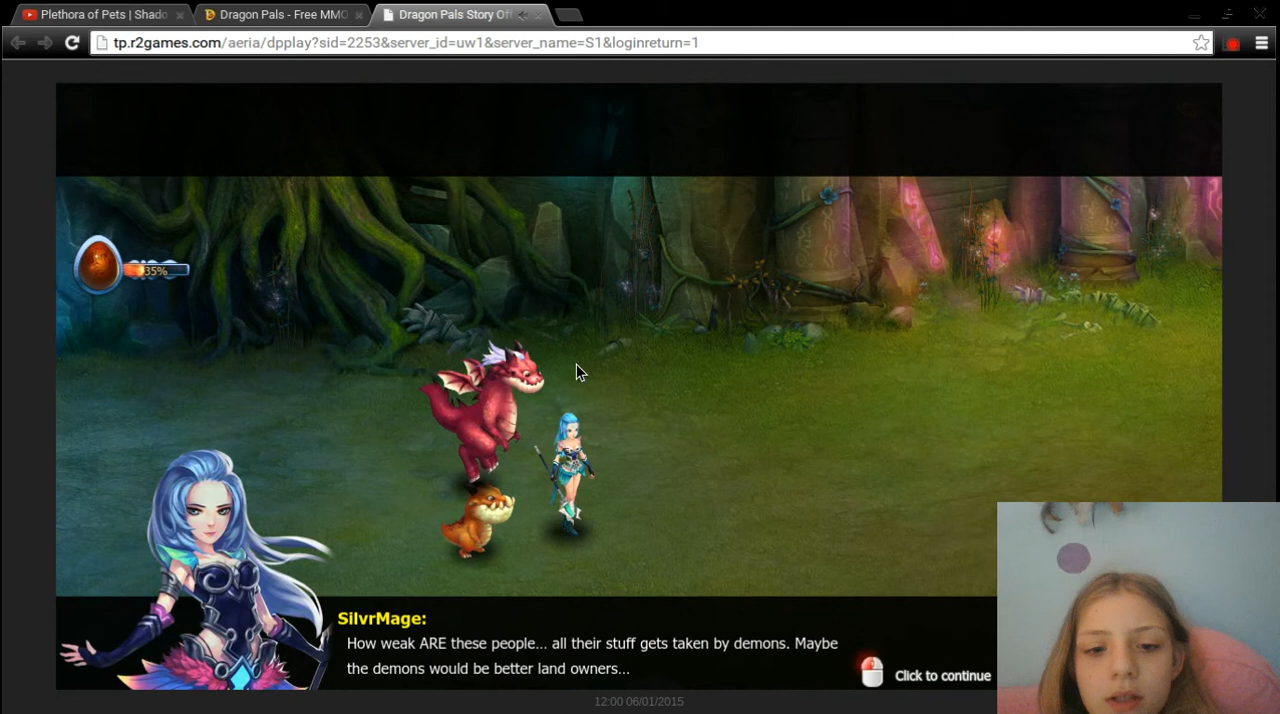 Plethora of Pets | Shado
Dragon Pals - Free MMO
Dragon Pals Story Of
tp.r2games.com/aeria/dpplay?sid=2253&server_id=uw1&server_name=S1&loginreturn=1
35%
SilvrMage:
How weak ARE these people... all their stuff gets taken by demons. Maybe
the demons would be better land owners...
Click to continue
12:00 06/01/2015